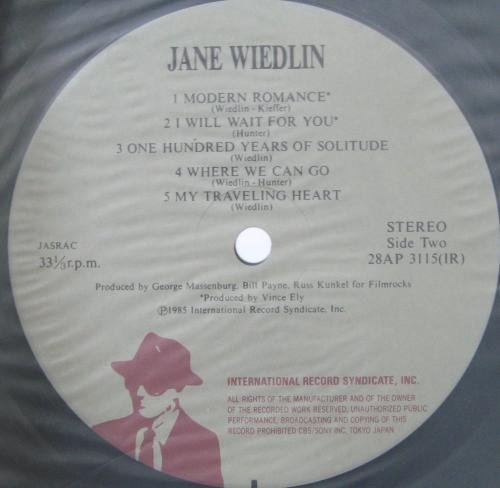 JANE WIEDLIN
1 MODERN ROMANCE*
(Wiedlin - Kieffer)
2 I WILL WAIT FOR YOU*
(Hunter)
3 ONE HUNDRED YEARS OF SOLITUDE
(Wiedlin)
4 WHERE WE CAN GO
(Wiedlin - Hunter)
5 MY TRAVELING HEART
(Wiedlin)
JASRAC
33⅓r.p.m.
STEREO
Side Two
28AP 3115(IR)
Produced by George Massenburg, Bill Payne, Russ Kunkel for Filmrocks
*Produced by Vince Ely
Ⓟ1985 International Record Syndicate, Inc.
INTERNATIONAL RECORD SYNDICATE, INC.
ALL RIGHTS OF THE MANUFACTURER AND OF THE OWNER
OF THE RECORDED WORK RESERVED, UNAUTHORIZED PUBLIC
PERFORMANCE, BROADCASTING AND COPYING OF THIS
RECORD PROHIBITED CBS/SONY INC. TOKYO JAPAN